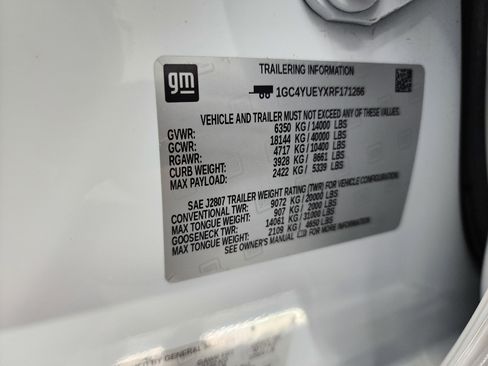 gm
TRAILERING INFORMATION
1GC4YUEYXRF171266
VEHICLE AND TRAILER MUST NOT EXCEED ANY OF THESE VALUES
GVWR: 6350 KG / 14000 LBS
GCWR: 18144 KG / 40000 LBS
RGAWR: 4717 KG / 10400 LBS
CURB WEIGHT: 3928 KG / 8661 LBS
MAX PAYLOAD: 2422 KG / 5339 LBS
SAE J2807 TRAILER WEIGHT RATING (TWR) FOR VEHICLE CONFIGURATION.
CONVENTIONAL TWR: 9072 KG / 20000 LBS
MAX TONGUE WEIGHT: 907 KG / 2000 LBS
GOOSENECK TWR: 14061 KG / 31000 LBS
MAX TONGUE WEIGHT: 2109 KG / 4650 LBS
SEE OWNER'S MANUAL FOR MORE INFORMATION
BY GENERAL